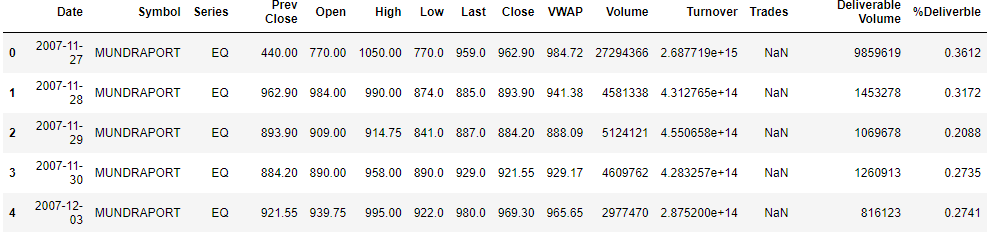 Date Symbol Series Prev Close Open High Low Last Close VWAP Volume Turnover Trades Deliverable Volume %Deliverble
0 2007-11-27 MUNDRAPORT EQ 440.00 770.00 1050.00 770.0 959.0 962.90 984.72 27294366 2.687719e+15 NaN 9859619 0.3612
1 2007-11-28 MUNDRAPORT EQ 962.90 984.00 990.00 874.0 885.0 893.90 941.38 4581338 4.312765e+14 NaN 1453278 0.3172
2 2007-11-29 MUNDRAPORT EQ 893.90 909.00 914.75 841.0 887.0 884.20 888.09 5124121 4.550658e+14 NaN 1069678 0.2088
3 2007-11-30 MUNDRAPORT EQ 884.20 890.00 958.00 890.0 929.0 921.55 929.17 4609762 4.283257e+14 NaN 1260913 0.2735
4 2007-12-03 MUNDRAPORT EQ 921.55 939.75 995.00 922.0 980.0 969.30 965.65 2977470 2.875200e+14 NaN 816123 0.2741